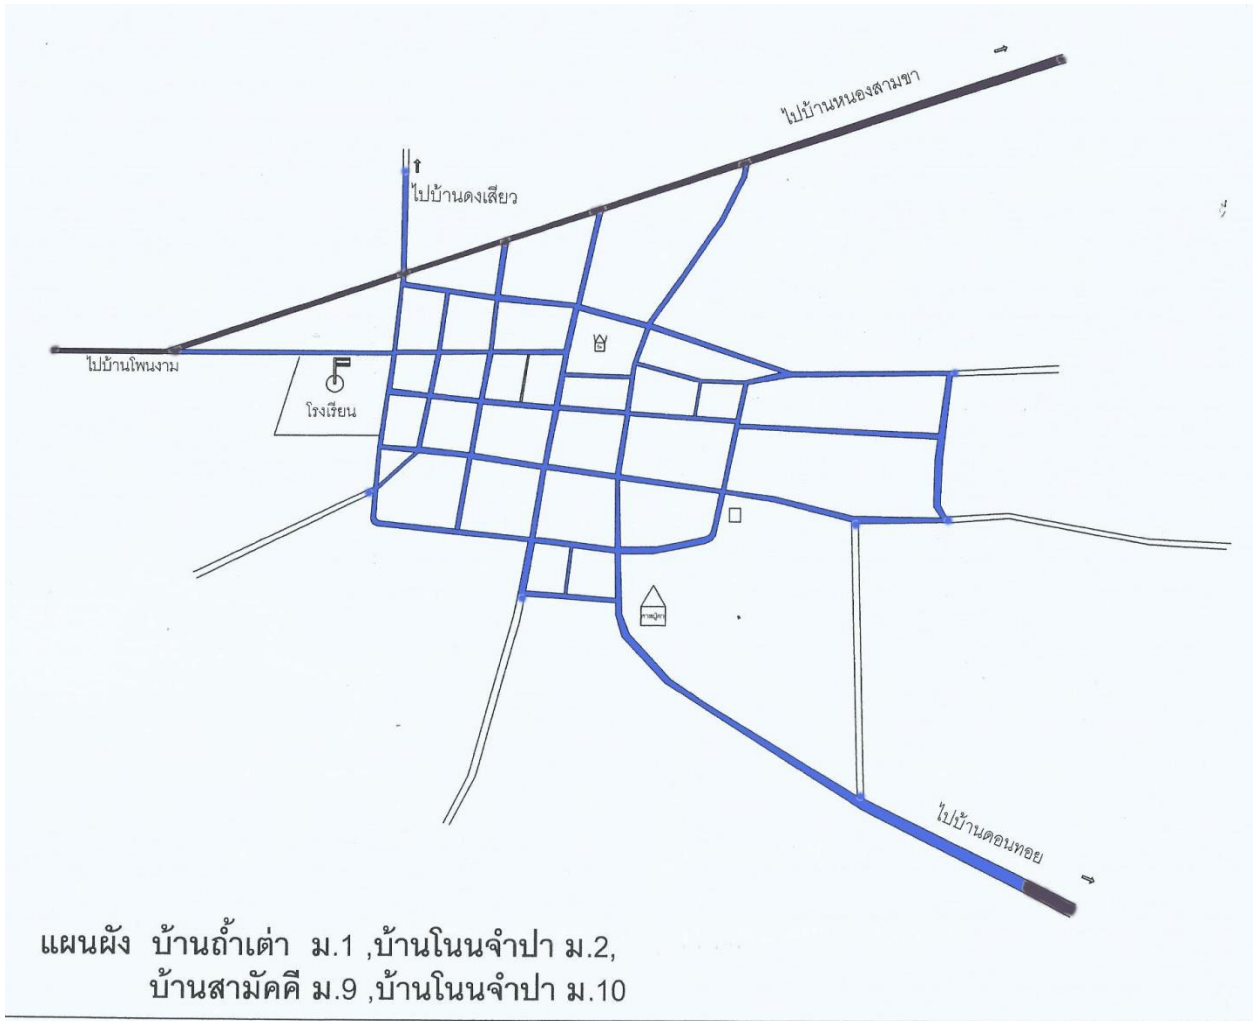 ไปบ้านหนองสามขา
ไปบ้านดงเสียว
ไปบ้านโพนงาม
โรงเรียน
ไปบ้านดอนทอย
แผนผัง บ้านถ้ำเต่า ม.1 ,บ้านโนนจำปา ม.2,
บ้านสามัคคี ม.9 ,บ้านโนนจำปา ม.10